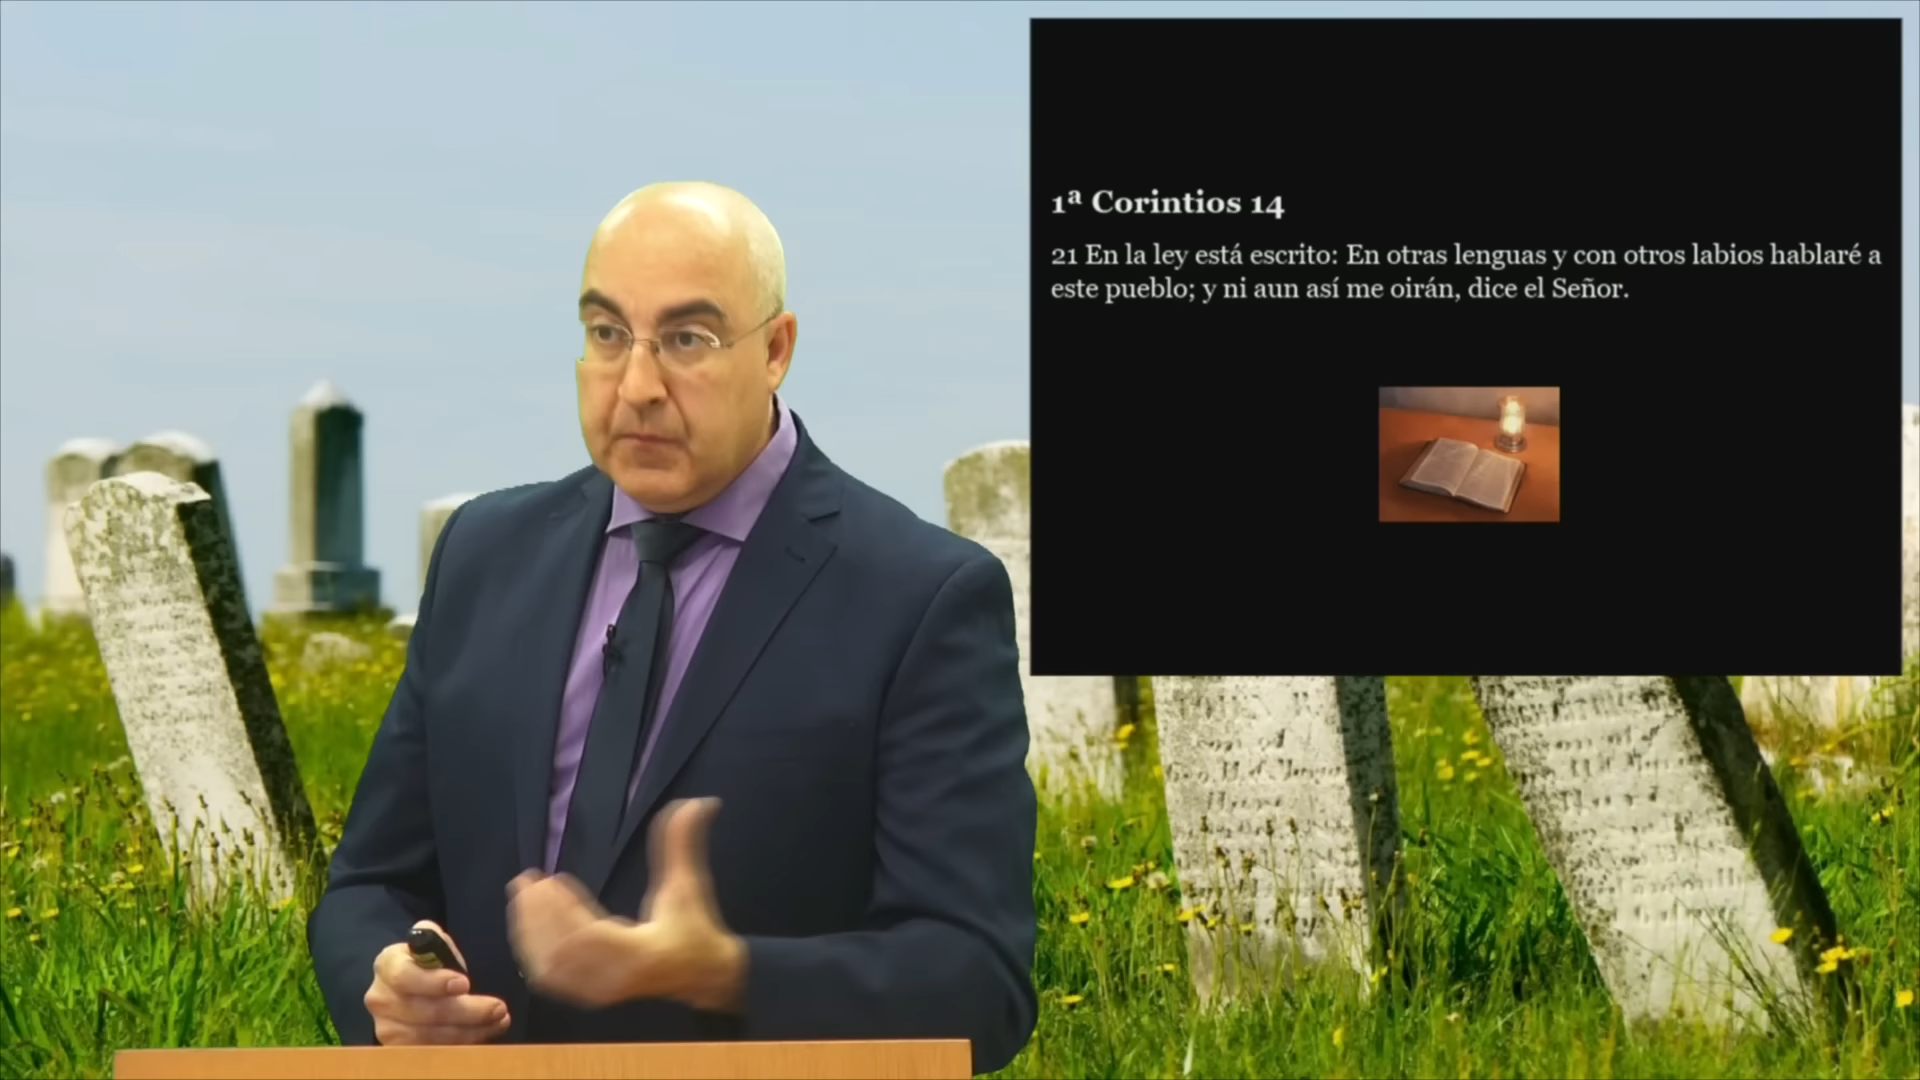 1ª Corintios 14
21 En la ley está escrito: En otras lenguas y con otros labios hablaré a
este pueblo; y ni aun así me oirán, dice el Señor.